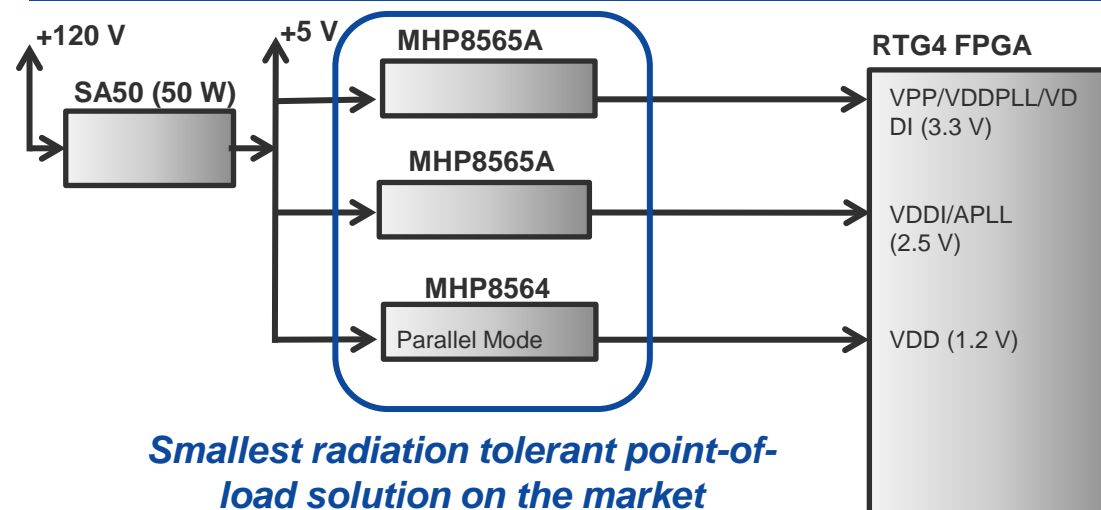 +120 V
SA50 (50 W)
+5 V
MHP8565A
MHP8565A
MHP8564
Parallel Mode
RTG4 FPGA
VPP/VDDPLL/VD
DI (3.3 V)
VDDI/APLL
(2.5 V)
VDD (1.2 V)
Smallest radiation tolerant point-of-
load solution on the market